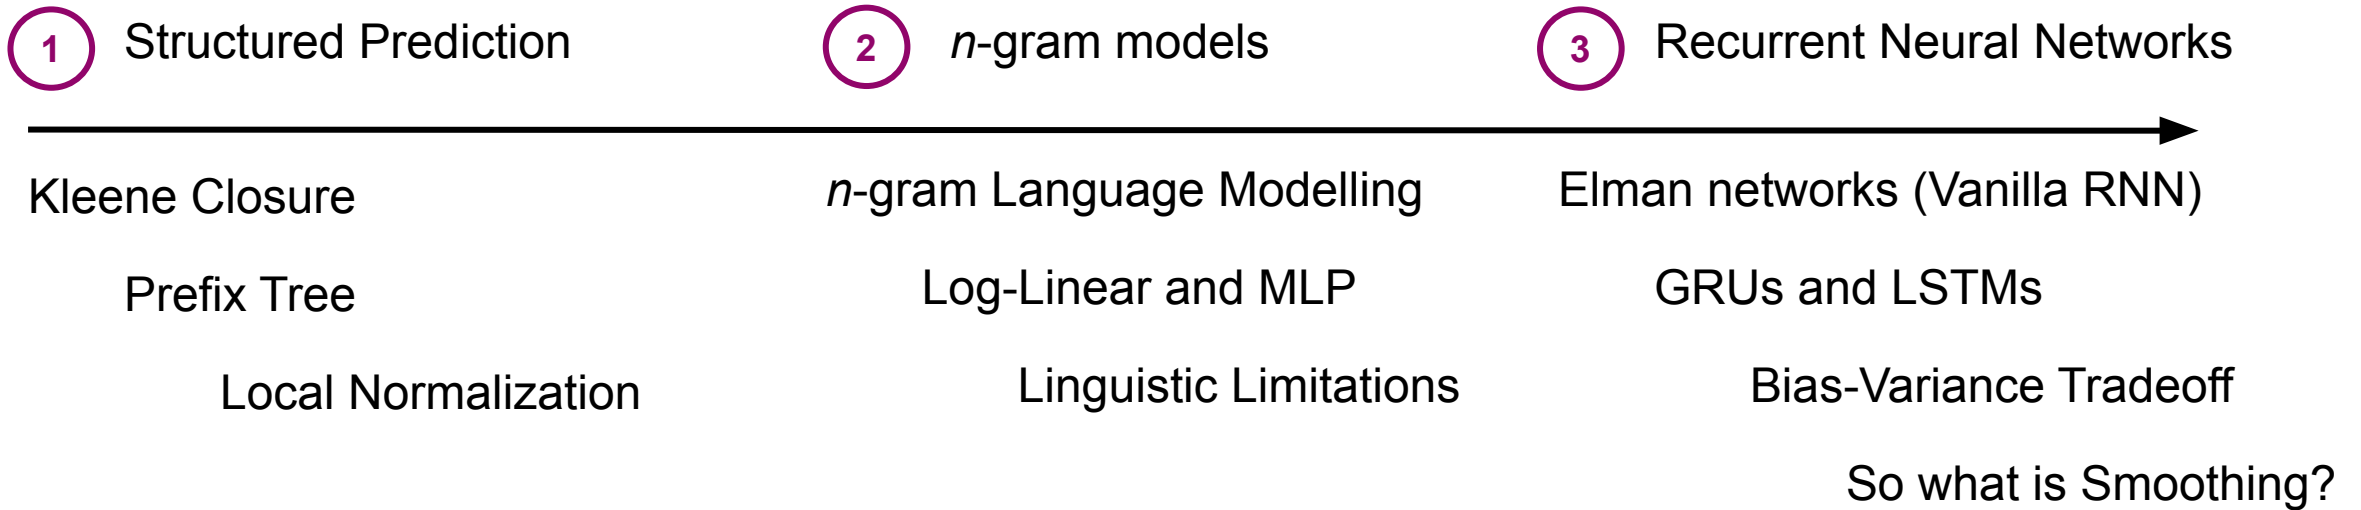 1 Structured Prediction
Kleene Closure
Prefix Tree
Local Normalization
2 n-gram models
n-gram Language Modelling
Log-Linear and MLP
Linguistic Limitations
3 Recurrent Neural Networks
Elman networks (Vanilla RNN)
GRUs and LSTMs
Bias-Variance Tradeoff
So what is Smoothing?